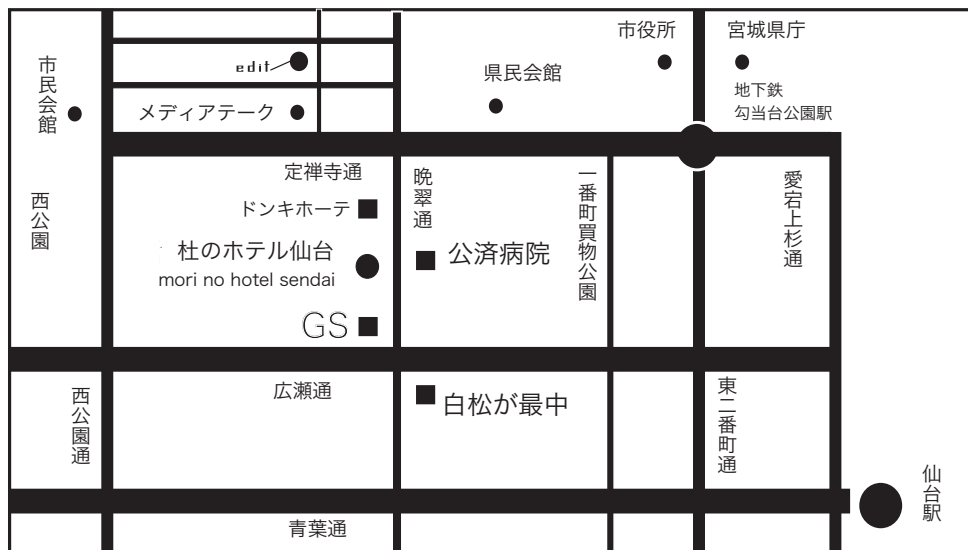 市役所
宮城県庁
市民会館
edit
県民会館
地下鉄
勾当台公園駅
メディアテーク
定禅寺通
晩翠通
一番町買物公園
愛宕上杉通
西公園
ドンキホーテ
杜のホテル仙台
mori no hotel sendai
公済病院
GS
西公園通
広瀬通
白松が最中
東二番町通
仙台駅
青葉通